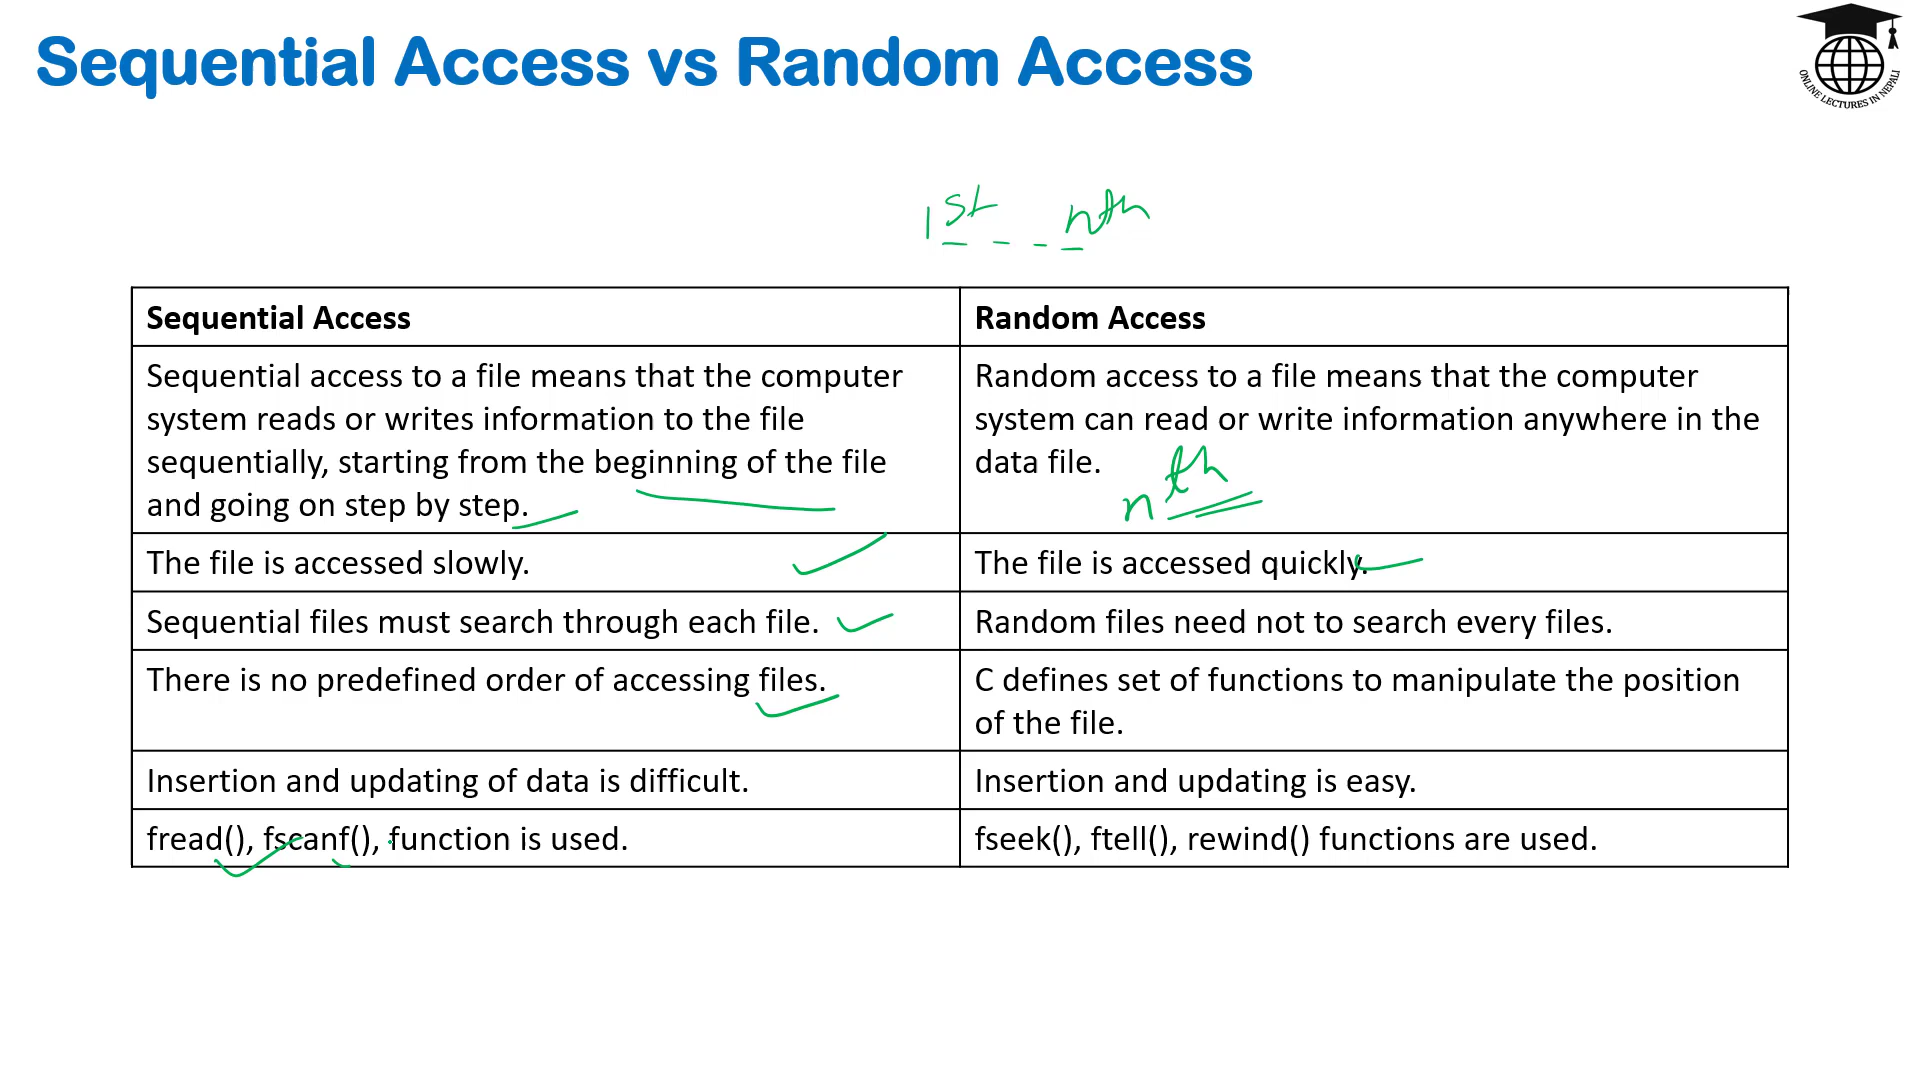 Sequential Access vs Random Access
ONLINE LECTURES IN NEPALI
1st - - nth
Sequential Access
Random Access
Sequential access to a file means that the computer
system reads or writes information to the file
sequentially, starting from the beginning of the file
and going on step by step.
Random access to a file means that the computer
system can read or write information anywhere in the
data file.
nth
The file is accessed slowly.
The file is accessed quickly.
Sequential files must search through each file.
Random files need not to search every files.
There is no predefined order of accessing files.
C defines set of functions to manipulate the position
of the file.
Insertion and updating of data is difficult.
Insertion and updating is easy.
fread(), fscanf(), function is used.
fseek(), ftell(), rewind() functions are used.